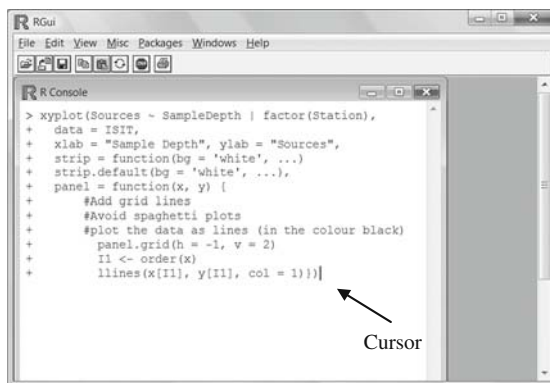 RGui
File Edit View Misc Packages Windows Help
R Console
> xyplot(Sources ~ SampleDepth | factor(Station),
+ data = ISIT,
+ xlab = "Sample Depth", ylab = "Sources",
+ strip = function(bg = 'white', ...)
+ strip.default(bg = 'white', ...),
+ panel = function(x, y) {
+ #Add grid lines
+ #Avoid spaghetti plots
+ #plot the data as lines (in the colour black)
+ panel.grid(h = -1, v = 2)
+ I1 <- order(x)
+ llines(x[I1], y[I1], col = 1)})
Cursor